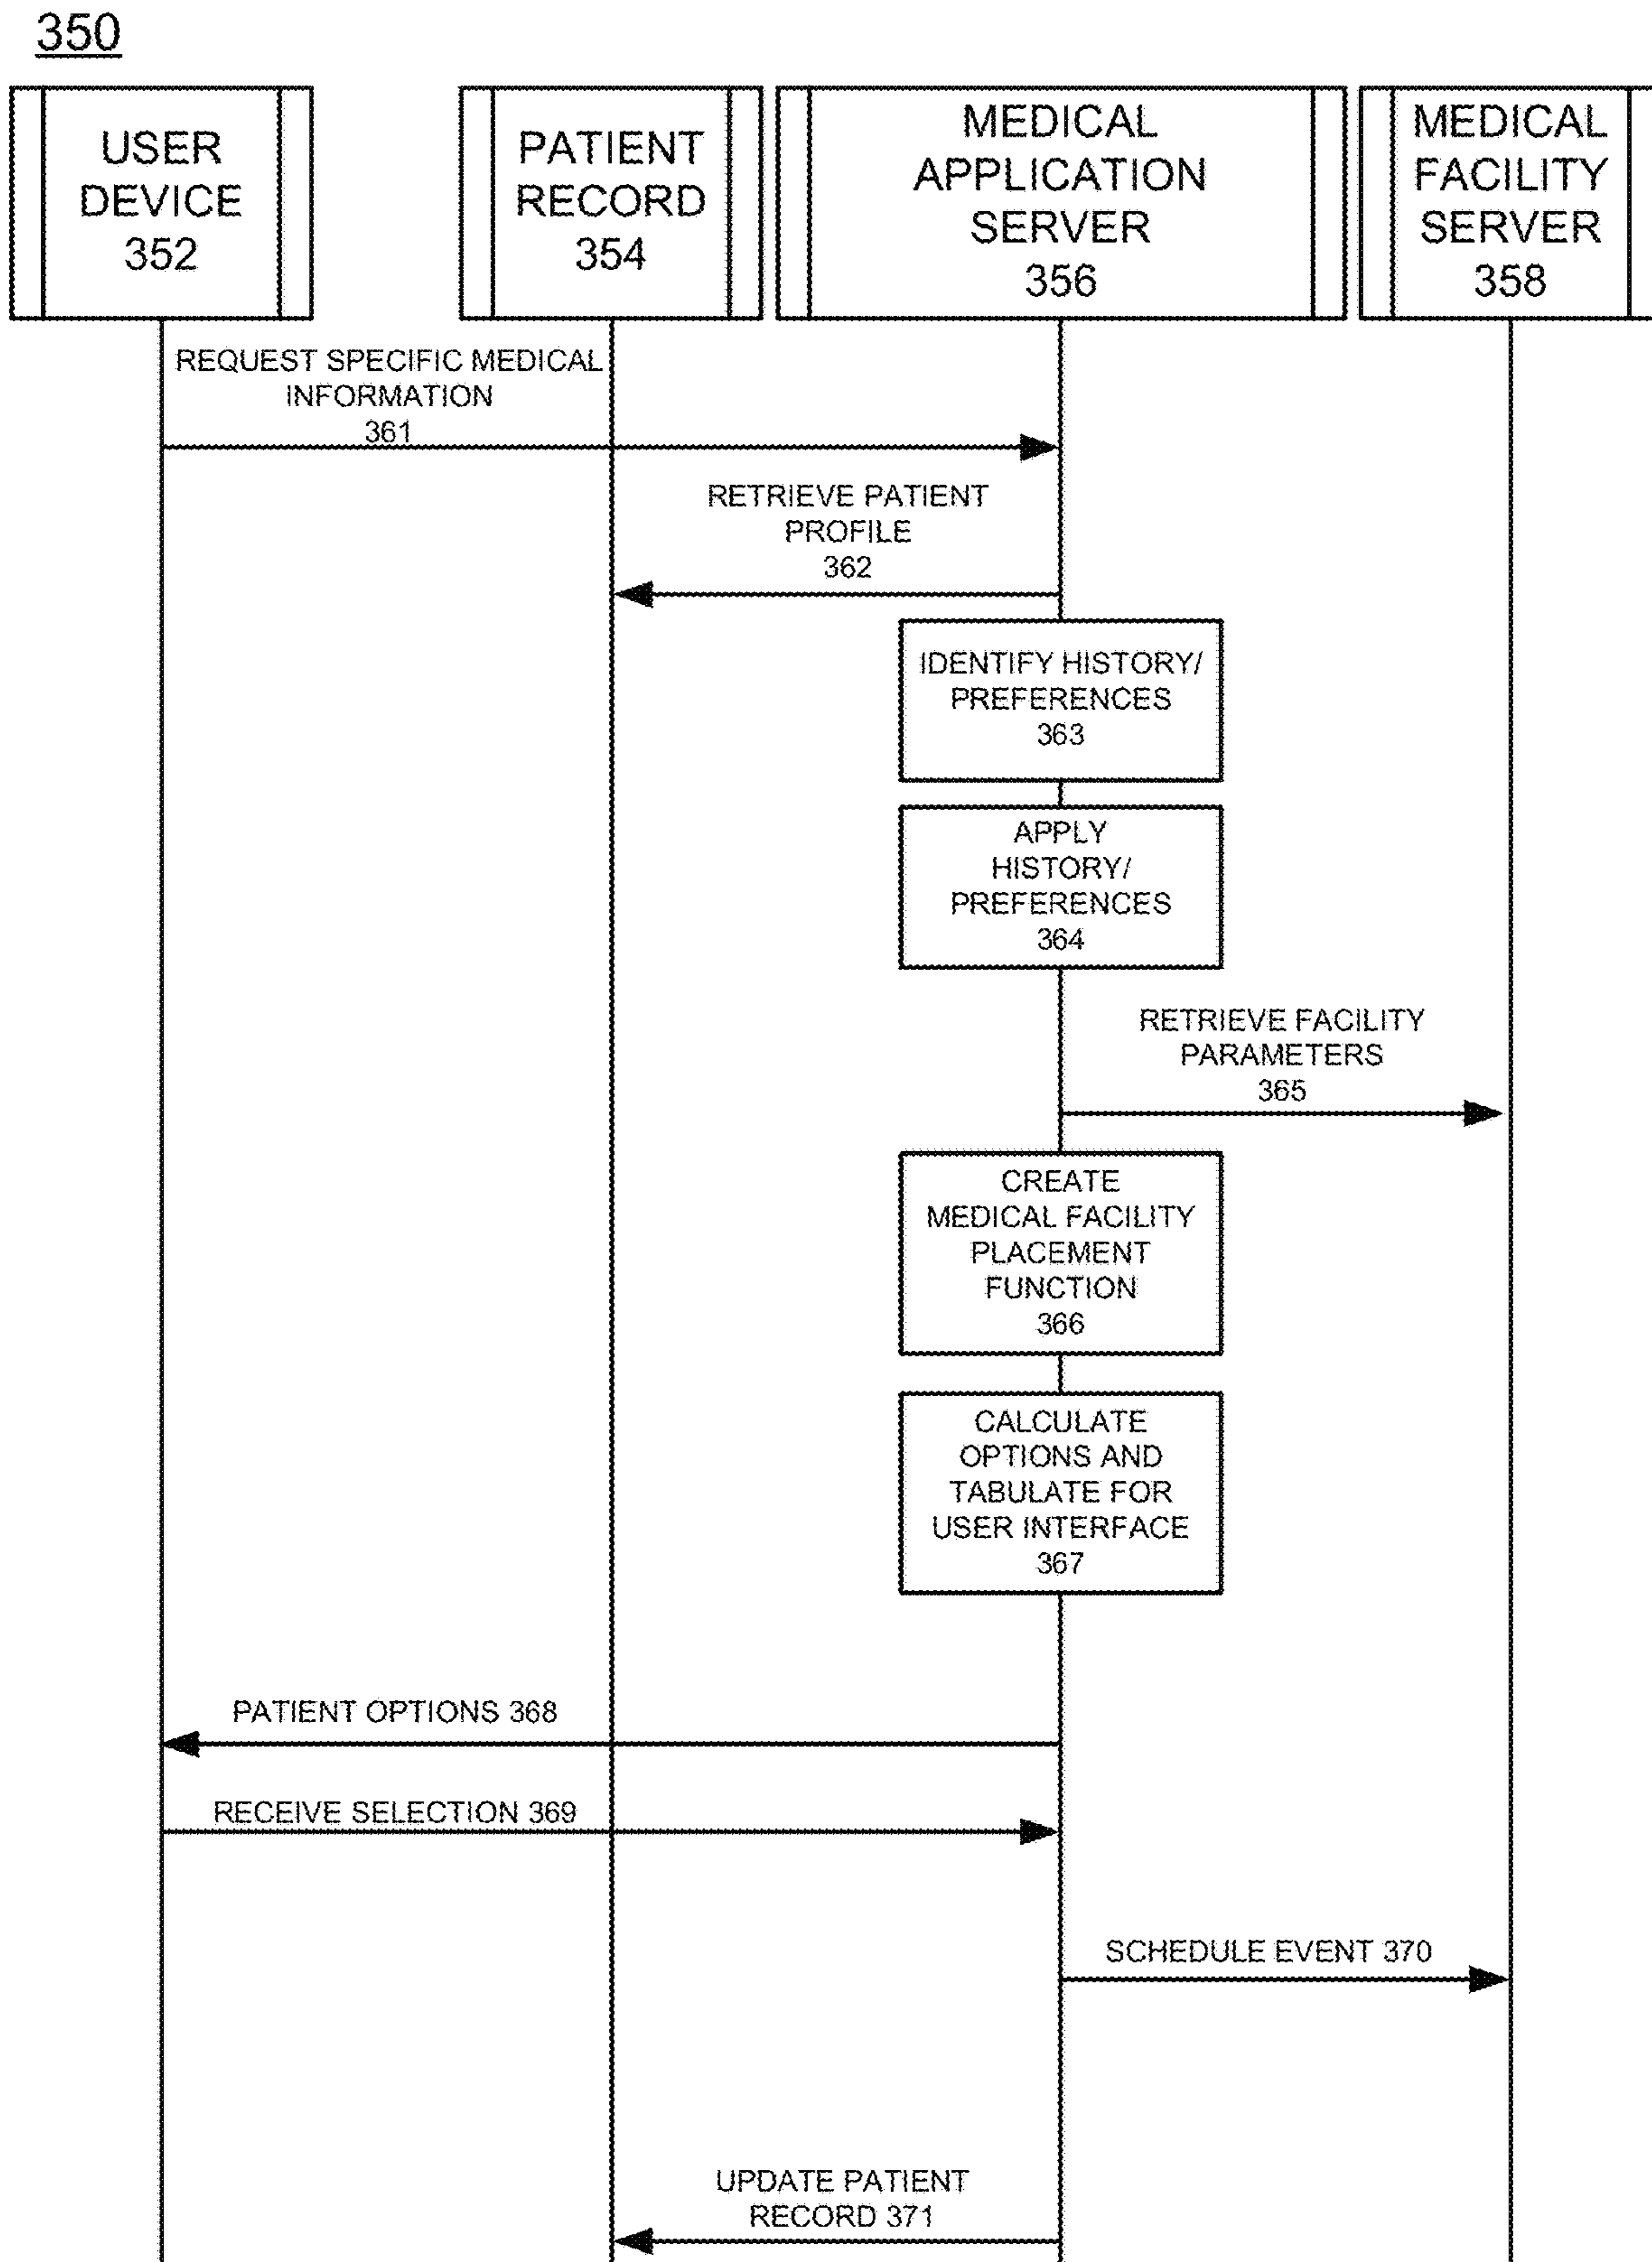 350
USER
DEVICE
352
PATIENT
RECORD
354
MEDICAL
APPLICATION
SERVER
356
MEDICAL
FACILITY
SERVER
358
REQUEST SPECIFIC MEDICAL
INFORMATION
361
RETRIEVE PATIENT
PROFILE
362
IDENTIFY HISTORY/
PREFERENCES
363
APPLY
HISTORY/
PREFERENCES
364
RETRIEVE FACILITY
PARAMETERS
365
CREATE
MEDICAL FACILITY
PLACEMENT
FUNCTION
366
CALCULATE
OPTIONS AND
TABULATE FOR
USER INTERFACE
367
PATIENT OPTIONS 368
RECEIVE SELECTION 369
SCHEDULE EVENT 370
UPDATE PATIENT
RECORD 371